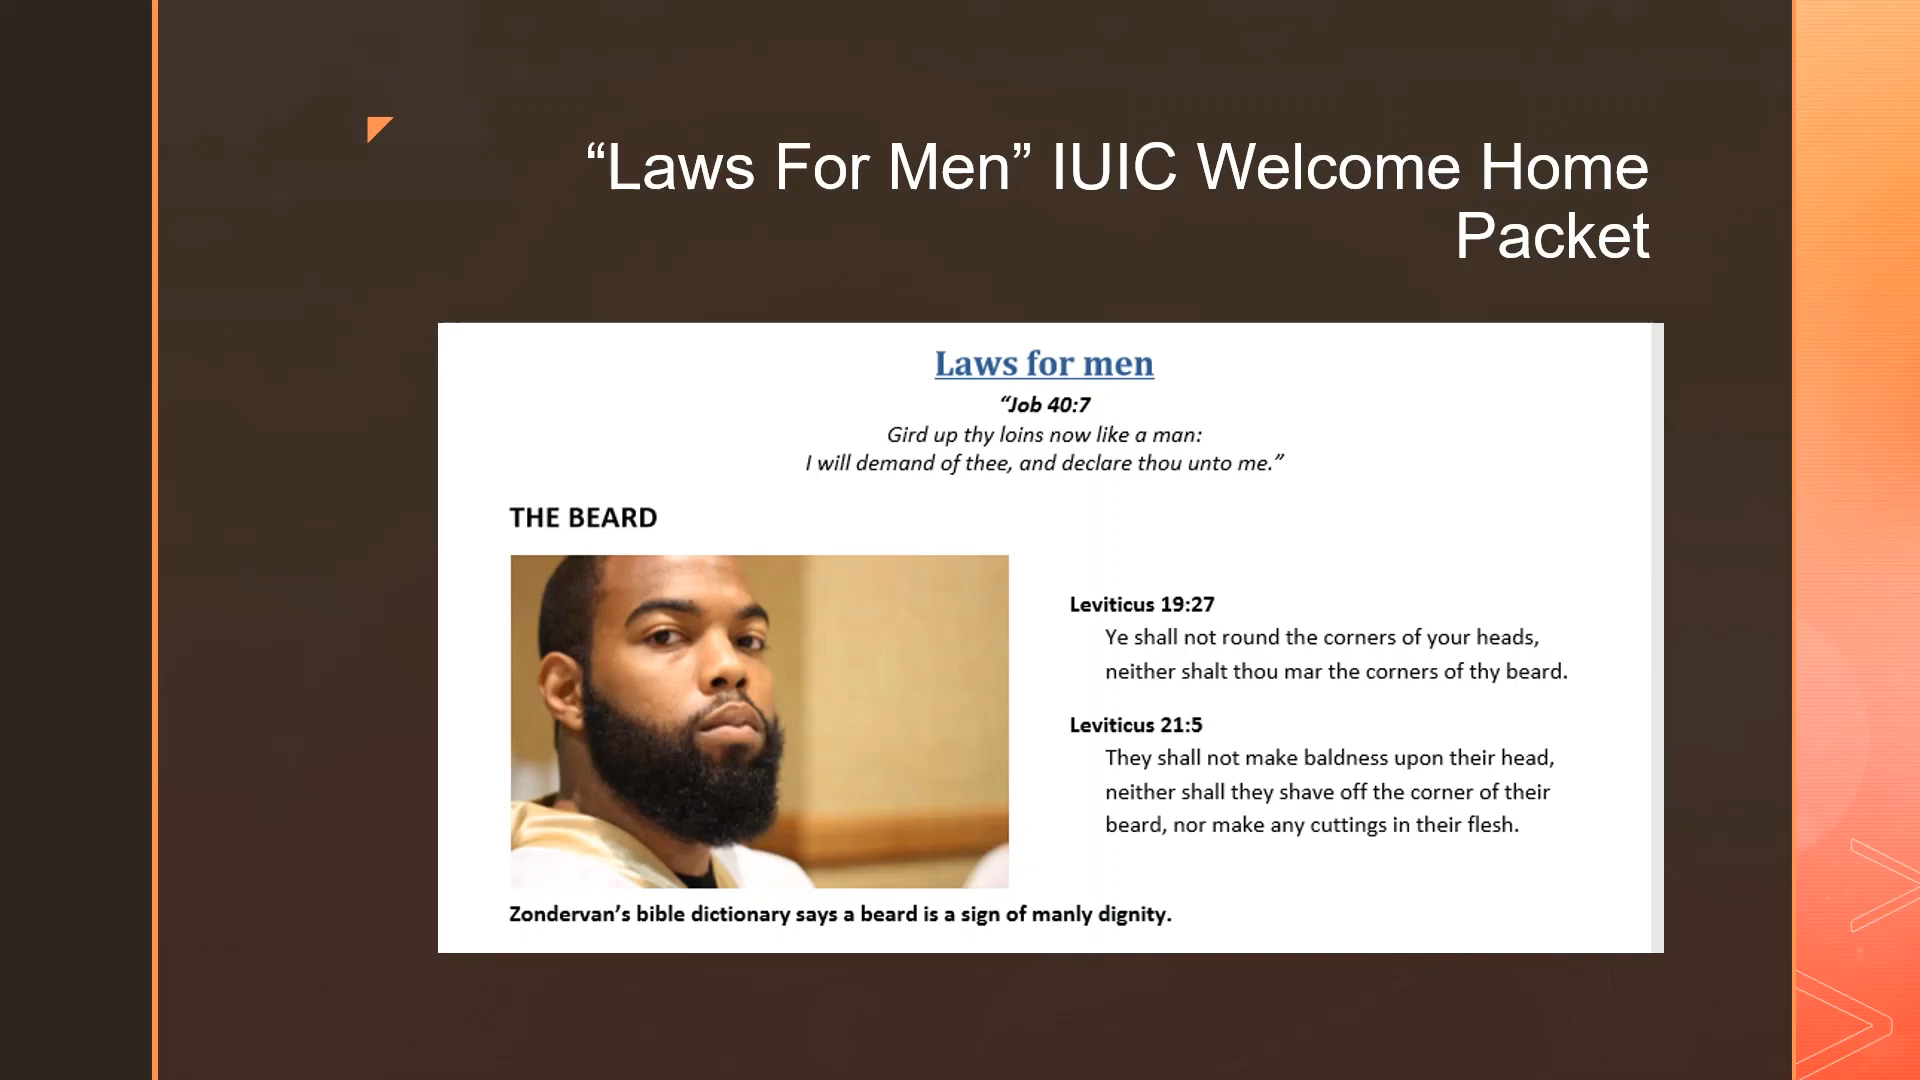 “Laws For Men” IUIC Welcome Home
Packet
Laws for men
“Job 40:7
Gird up thy loins now like a man:
I will demand of thee, and declare thou unto me.”
THE BEARD
Leviticus 19:27
Ye shall not round the corners of your heads,
neither shalt thou mar the corners of thy beard.
Leviticus 21:5
They shall not make baldness upon their head,
neither shall they shave off the corner of their
beard, nor make any cuttings in their flesh.
Zondervan’s bible dictionary says a beard is a sign of manly dignity.